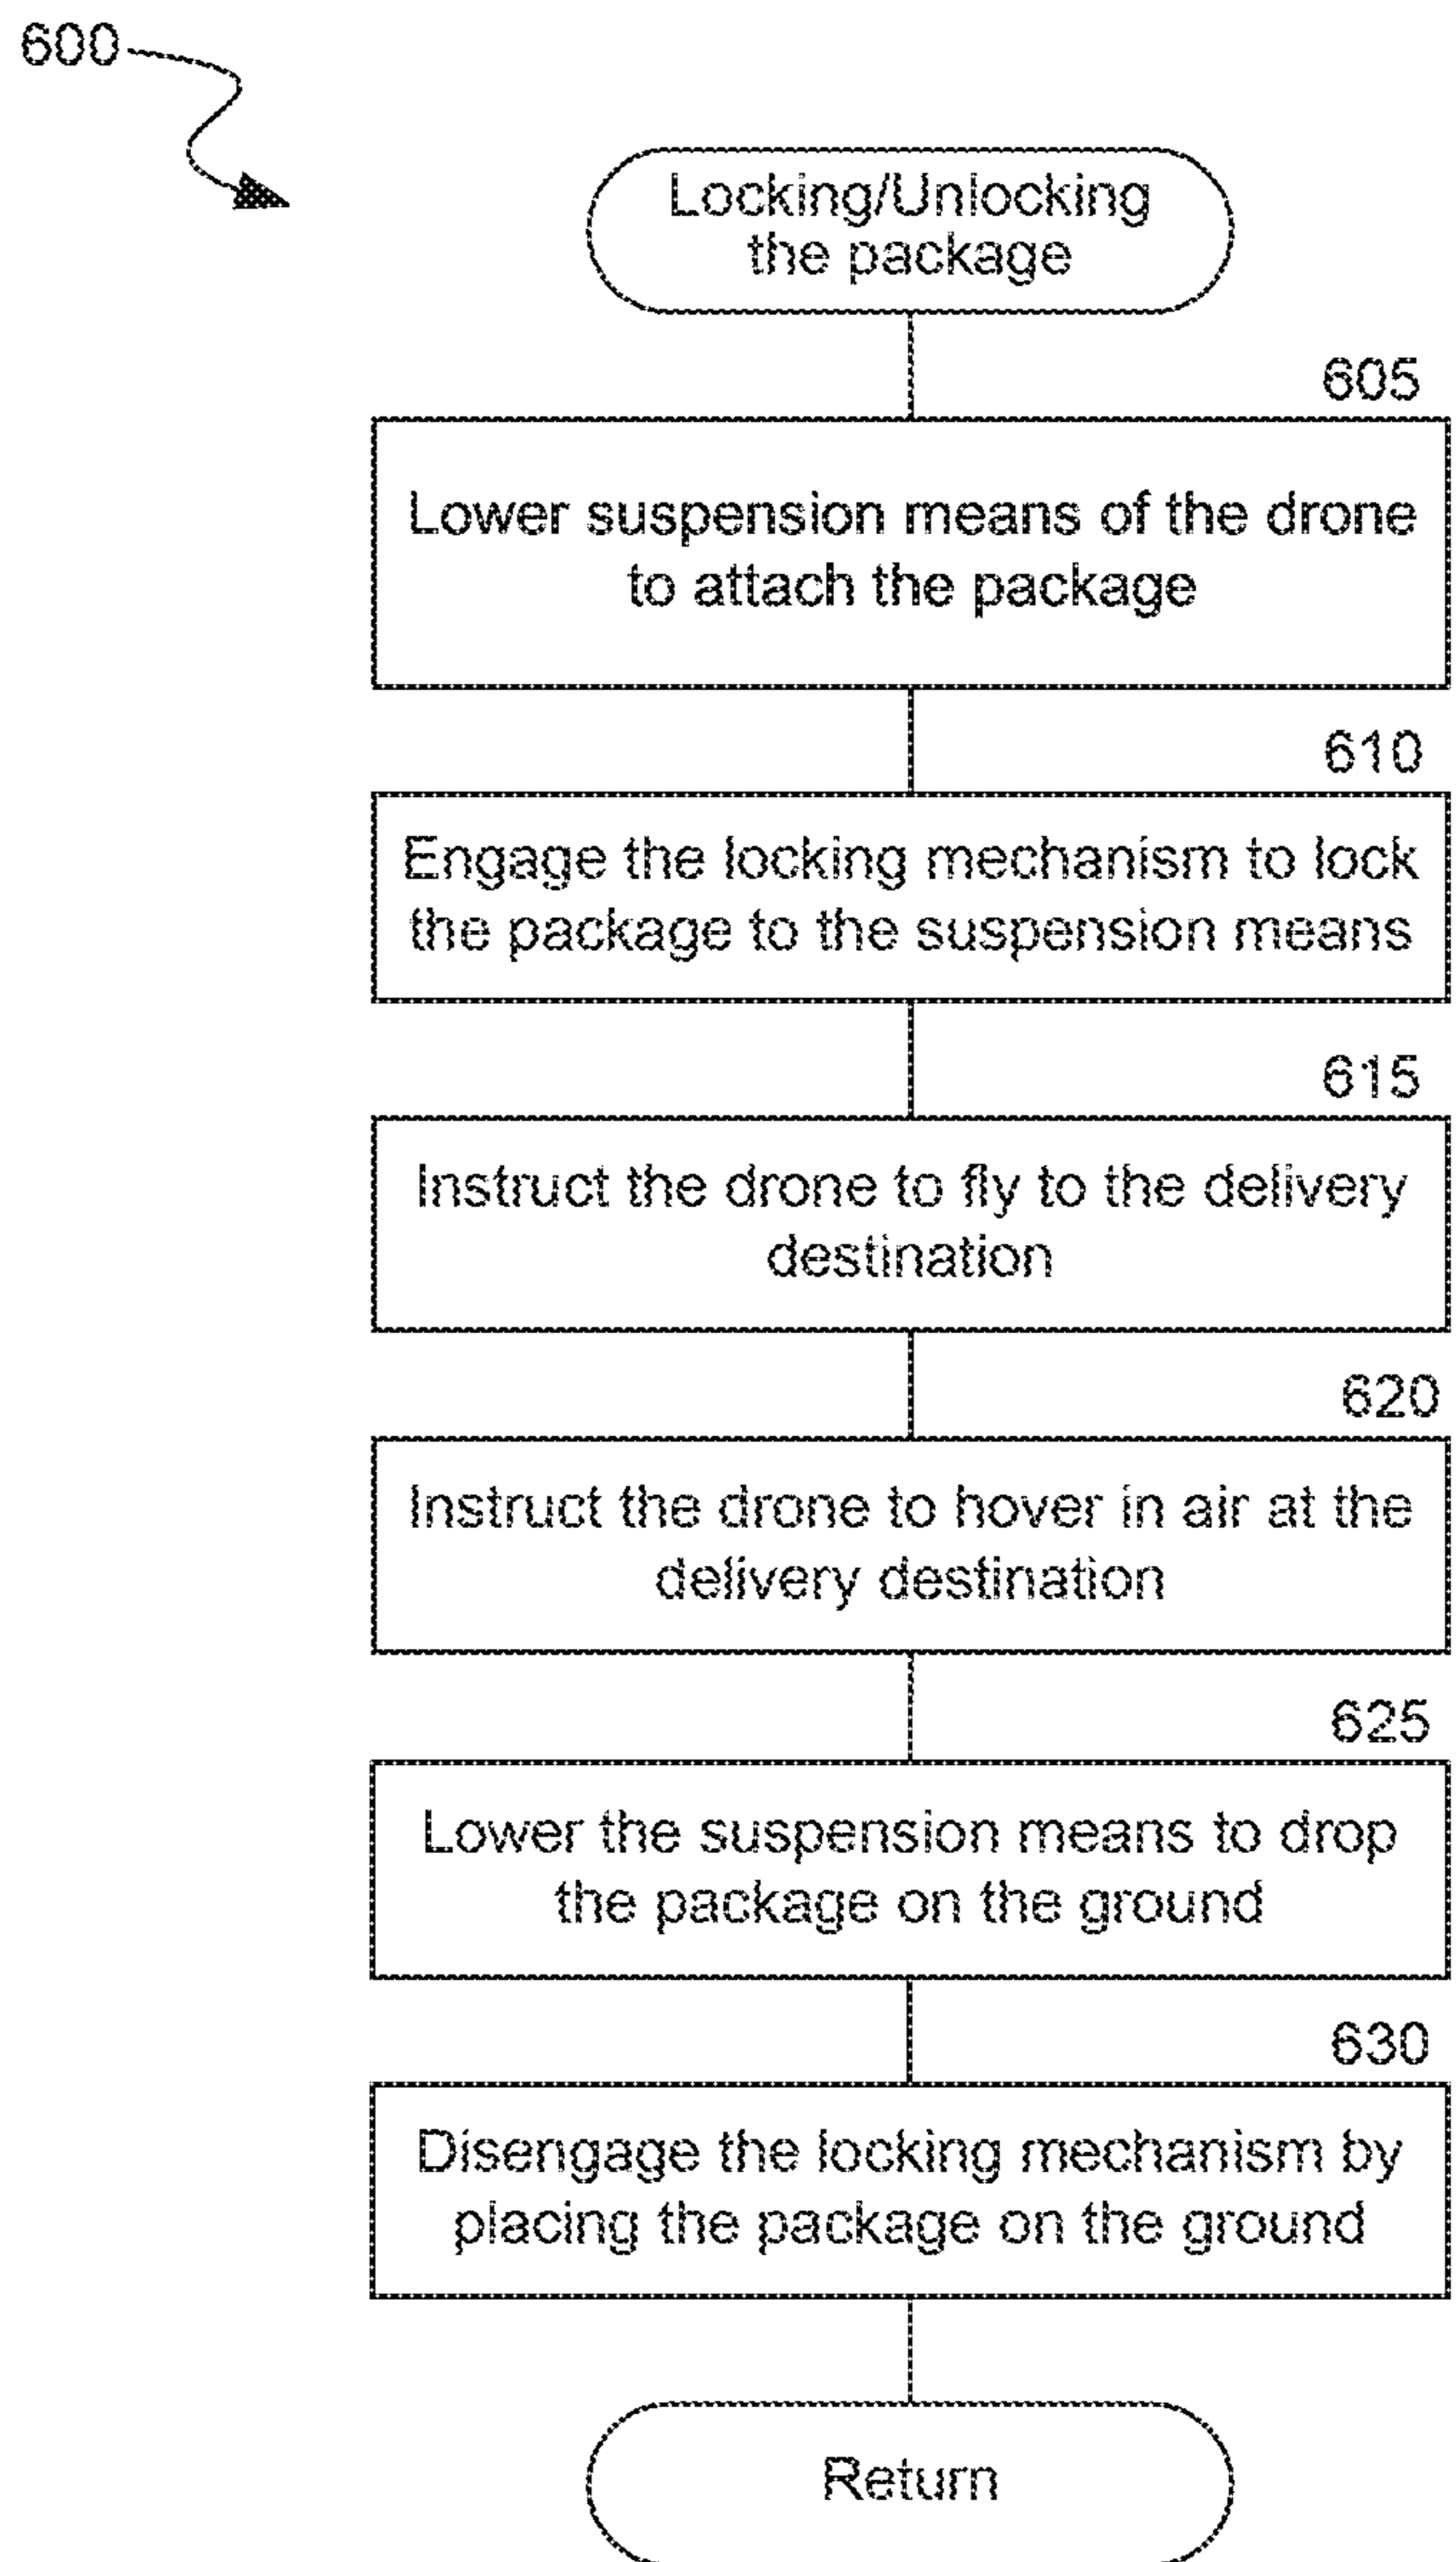 600
Locking/Unlocking
the package
605
Lower suspension means of the drone
to attach the package
610
Engage the locking mechanism to lock
the package to the suspension means
615
Instruct the drone to fly to the delivery
destination
620
Instruct the drone to hover in air at the
delivery destination
625
Lower the suspension means to drop
the package on the ground
630
Disengage the locking mechanism by
placing the package on the ground
Return